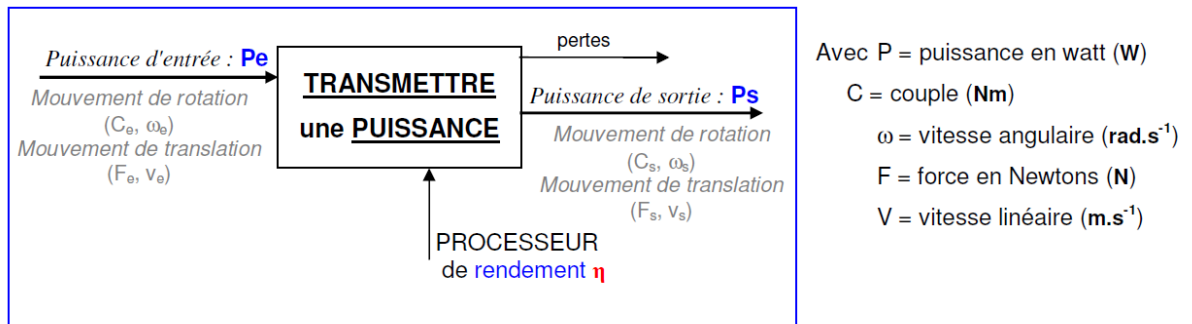 Puissance d'entrée : Pe
Mouvement de rotation
(Ce, ωe)
Mouvement de translation
(Fe, ve)
TRANSMETTRE
une PUISSANCE
pertes
Puissance de sortie : Ps
Mouvement de rotation
(Cs, ωs)
Mouvement de translation
(Fs, vs)
PROCESSEUR
de rendement η
Avec P = puissance en watt (W)
C = couple (Nm)
ω = vitesse angulaire (rad.s⁻¹)
F = force en Newtons (N)
V = vitesse linéaire (m.s⁻¹)